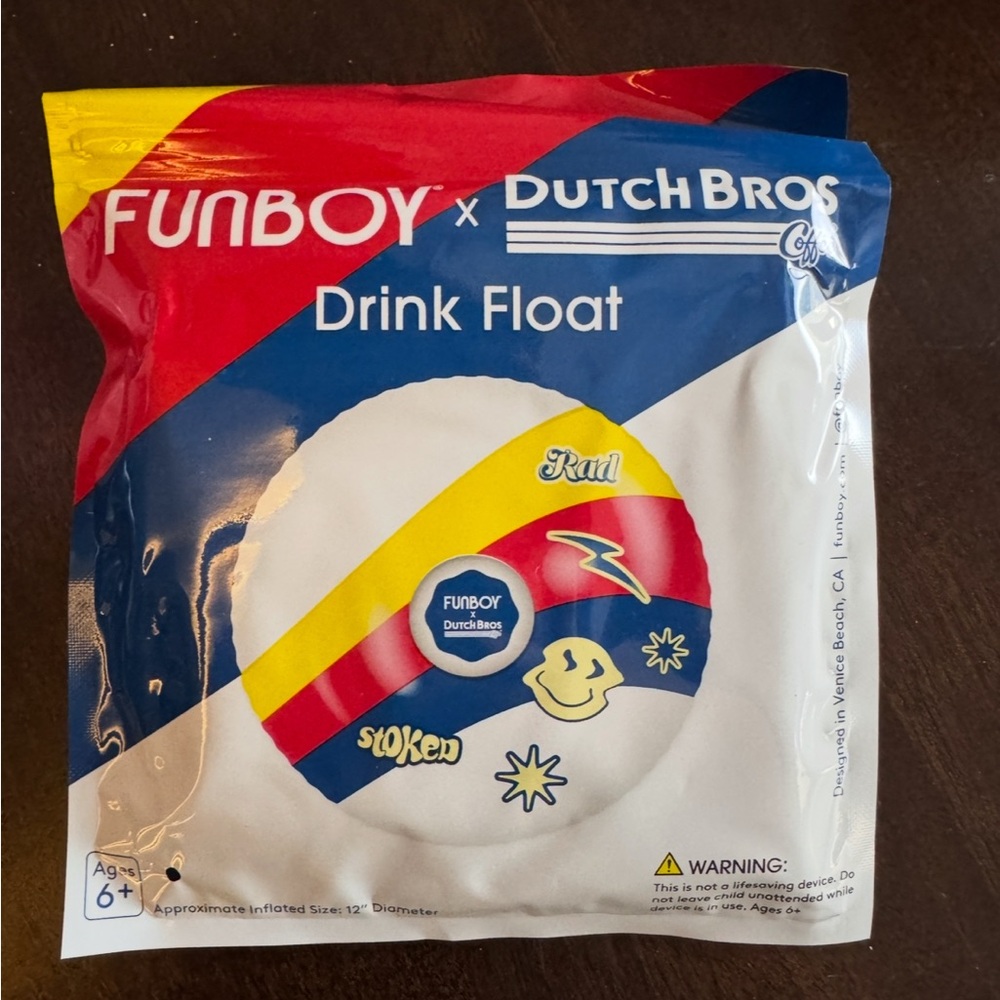 FUNBOY™ x DUTCH BROS
Coffee
Drink Float
Rad
FUNBOY
x
DUTCH BROS
STOKED
Designed in Venice Beach, CA | funboy.com | @funboy
Ages
6+
Approximate Inflated Size: 12" Diameter
WARNING:
This is not a lifesaving device. Do
not leave child unattended while
device is in use. Ages 6+